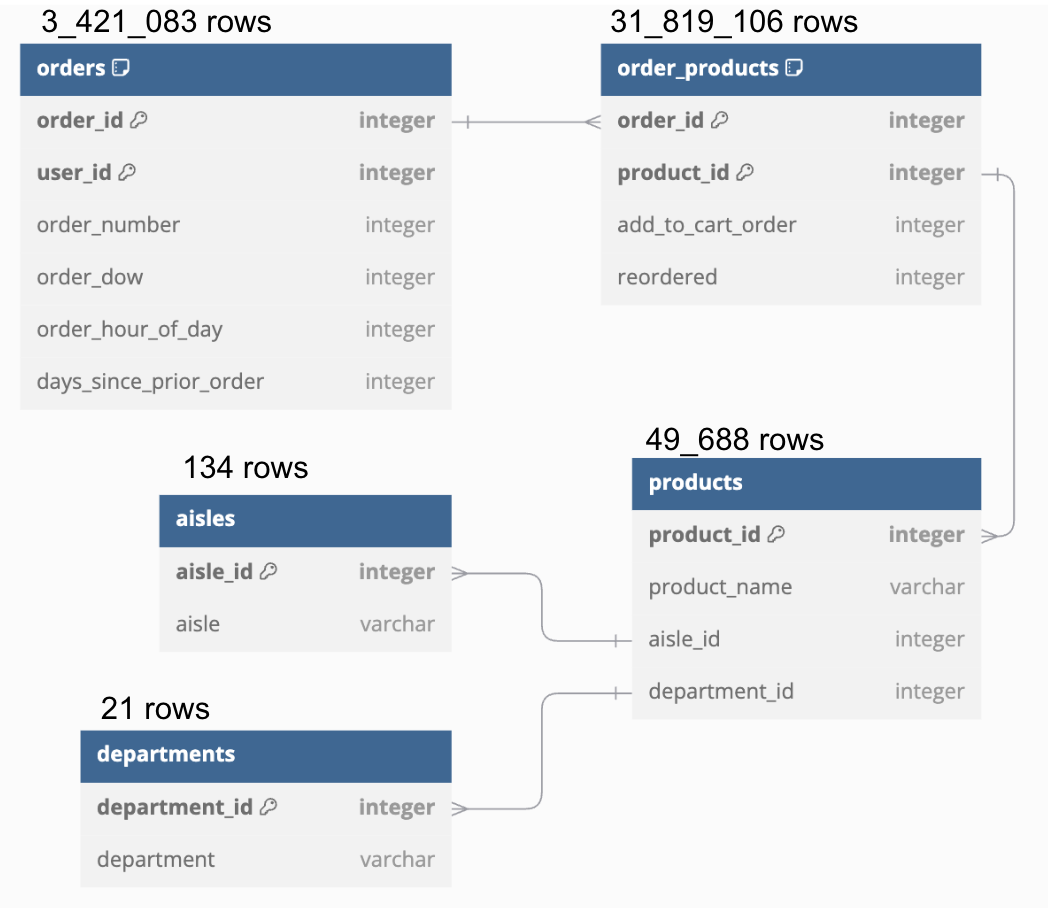 3_421_083 rows
orders
order_id integer
user_id integer
order_number integer
order_dow integer
order_hour_of_day integer
days_since_prior_order integer
31_819_106 rows
order_products
order_id integer
product_id integer
add_to_cart_order integer
reordered integer
134 rows
aisles
aisle_id integer
aisle varchar
49_688 rows
products
product_id integer
product_name varchar
aisle_id integer
department_id integer
21 rows
departments
department_id integer
department varchar